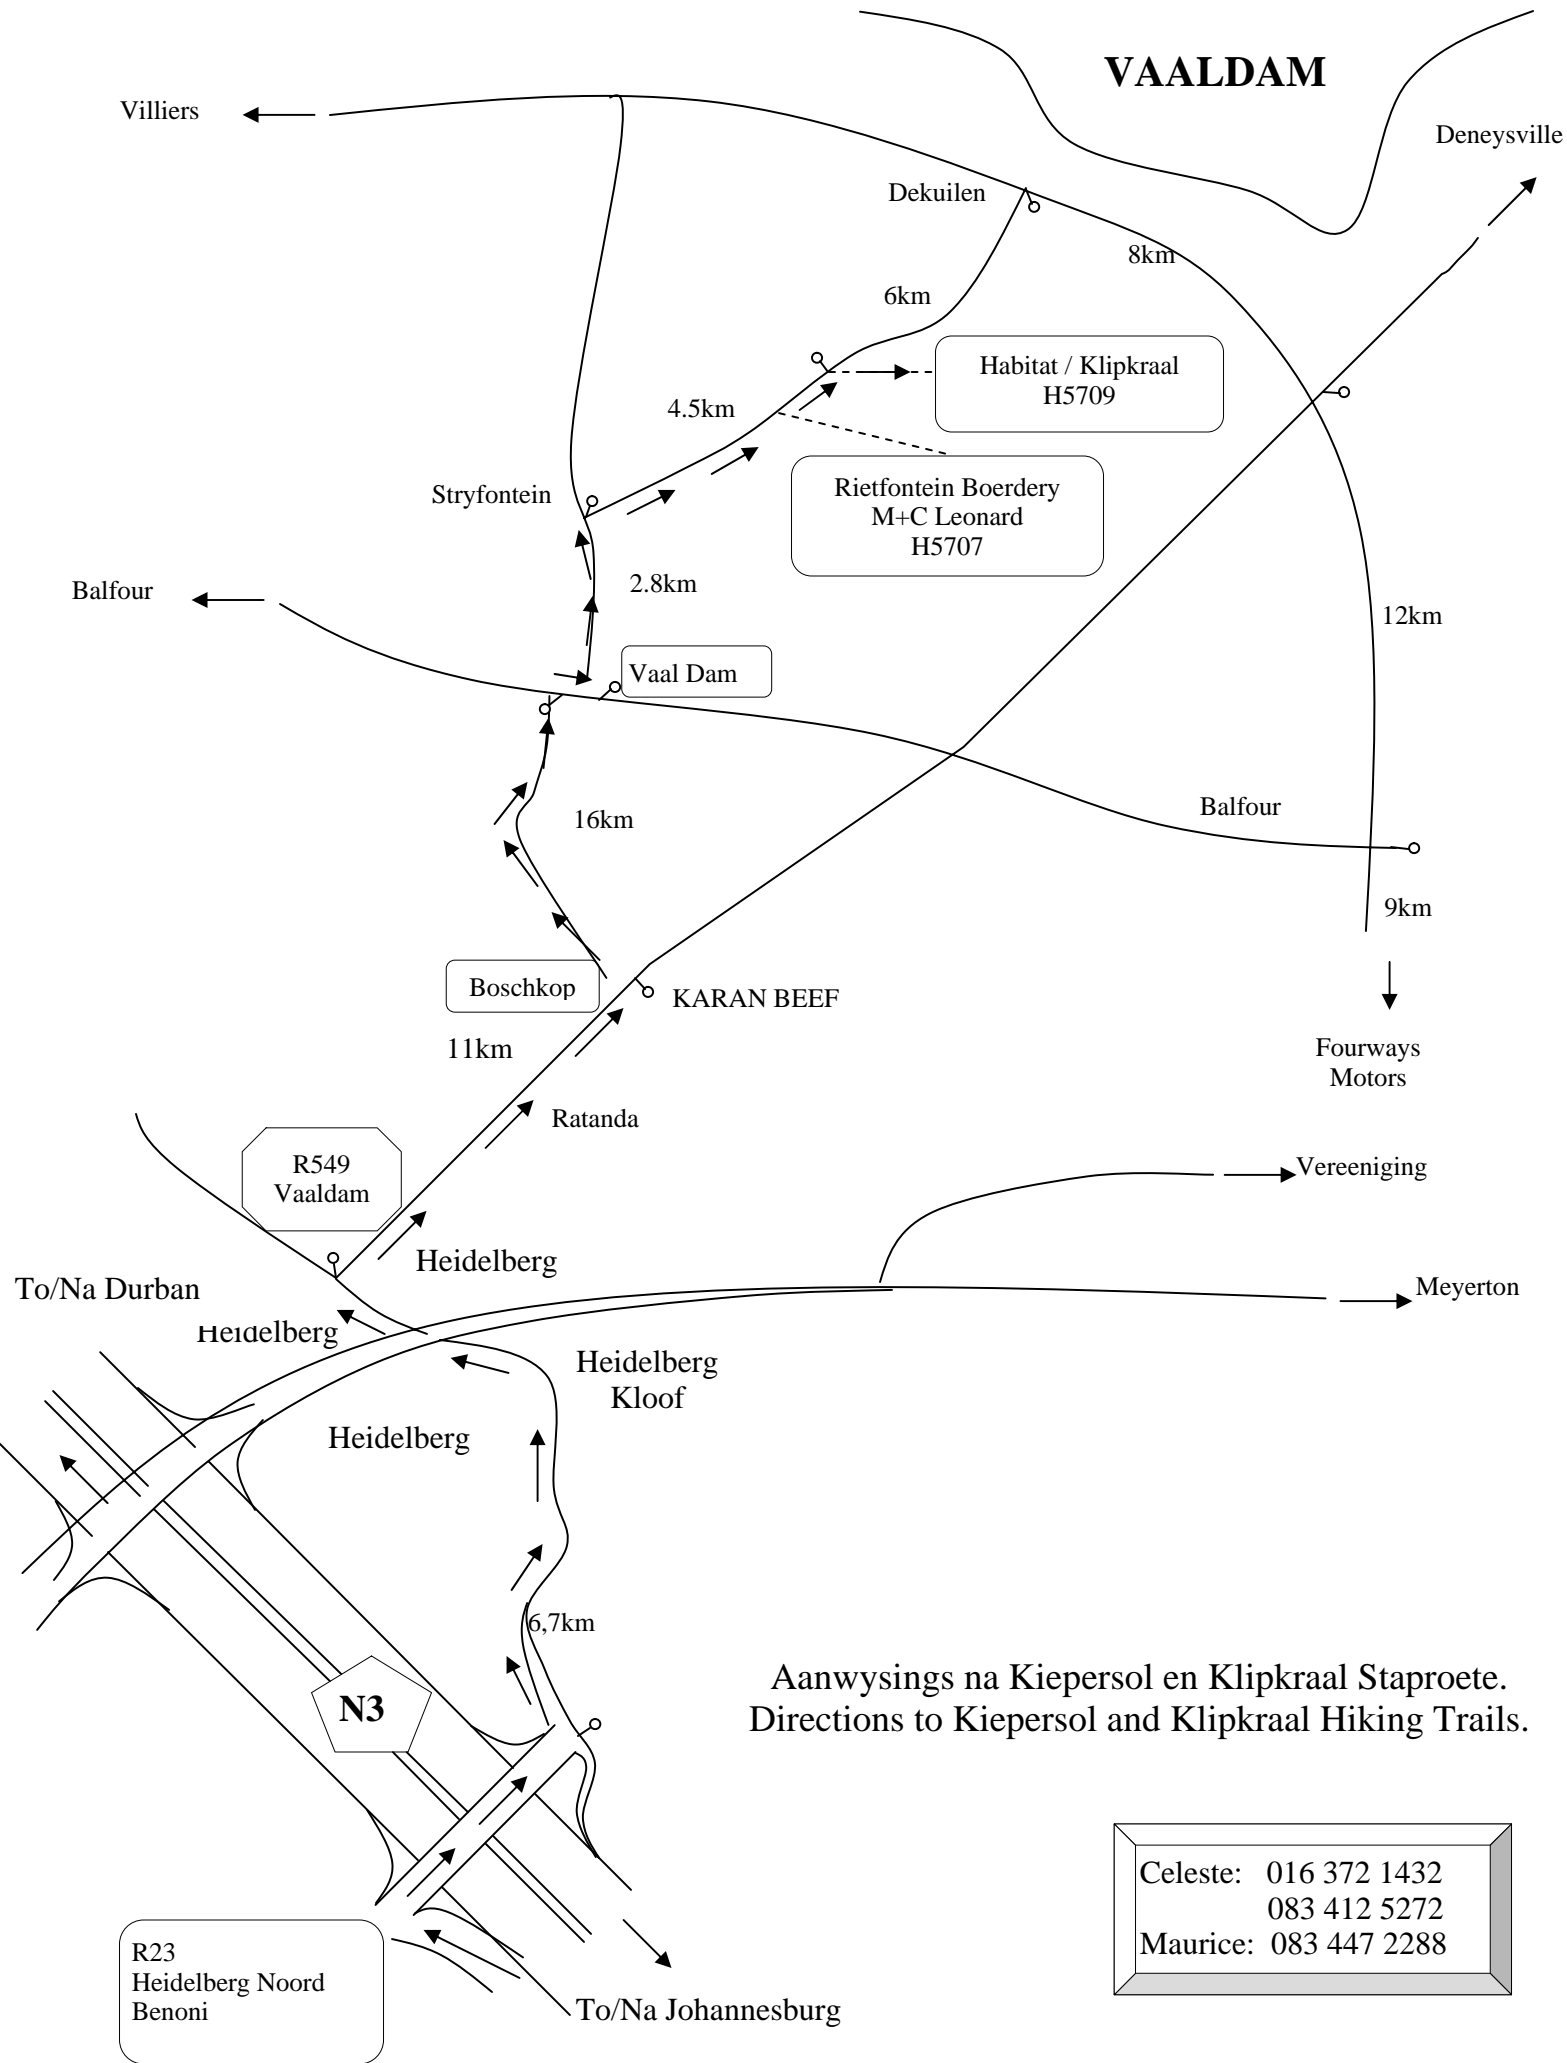 VAALDAM
Villiers
Deneysville
Dekuilen
8km
6km
Habitat / Klipkraal
H5709
4.5km
Rietfontein Boerdery
M+C Leonard
H5707
Stryfontein
Balfour
2.8km
12km
Vaal Dam
Balfour
16km
9km
Boschkop
KARAN BEEF
11km
Fourways
Motors
Ratanda
R549
Vaaldam
Vereeniging
Heidelberg
To/Na Durban
Meyerton
Heidelberg
Heidelberg
Kloof
Heidelberg
6,7km
N3
Aanwysings na Kiepersol en Klipkraal Staproete.
Directions to Kiepersol and Klipkraal Hiking Trails.
Celeste: 016 372 1432
083 412 5272
Maurice: 083 447 2288
R23
Heidelberg Noord
Benoni
To/Na Johannesburg